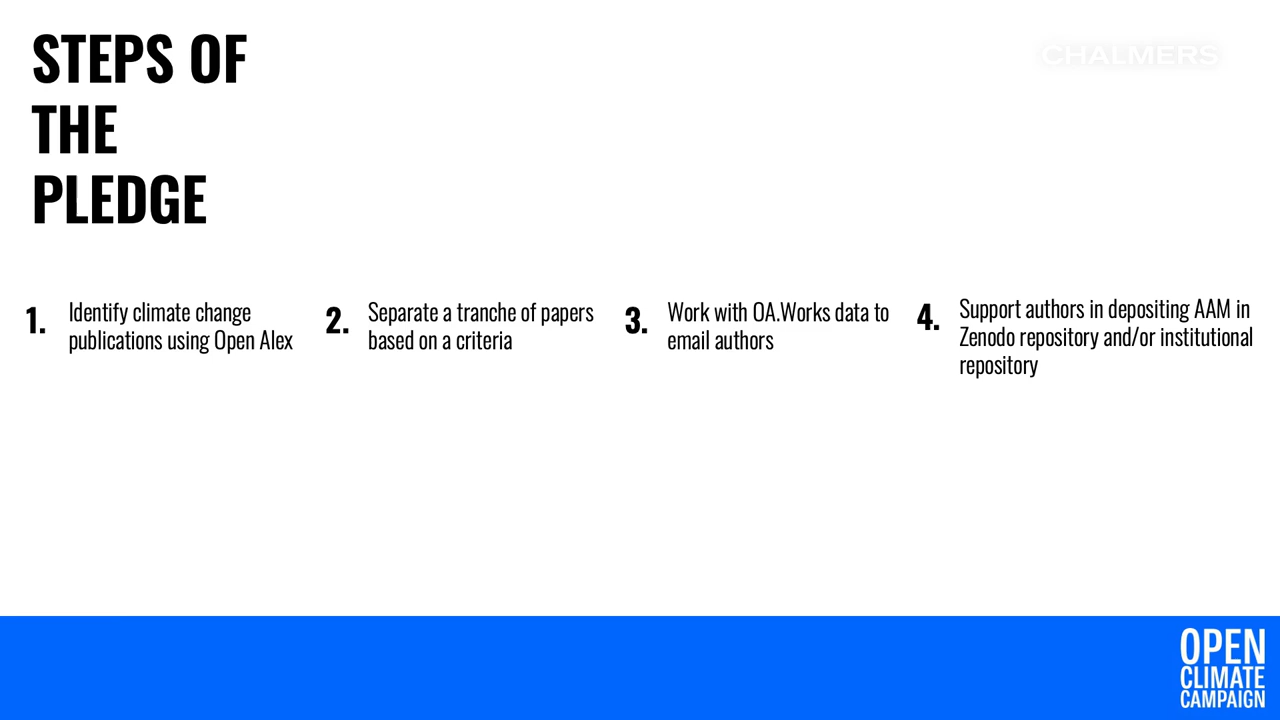 STEPS OF
THE
PLEDGE
CHALMERS
1. Identify climate change
publications using Open Alex
2. Separate a tranche of papers
based on a criteria
3. Work with OA.Works data to
email authors
4. Support authors in depositing AAM in
Zenodo repository and/or institutional
repository
OPEN
CLIMATE
CAMPAIGN